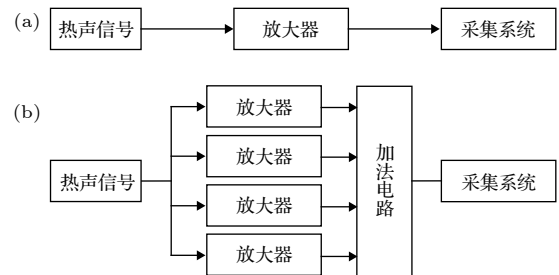 (a)
热声信号
放大器
采集系统
(b)
放大器
放大器
热声信号
加法电路
采集系统
放大器
放大器